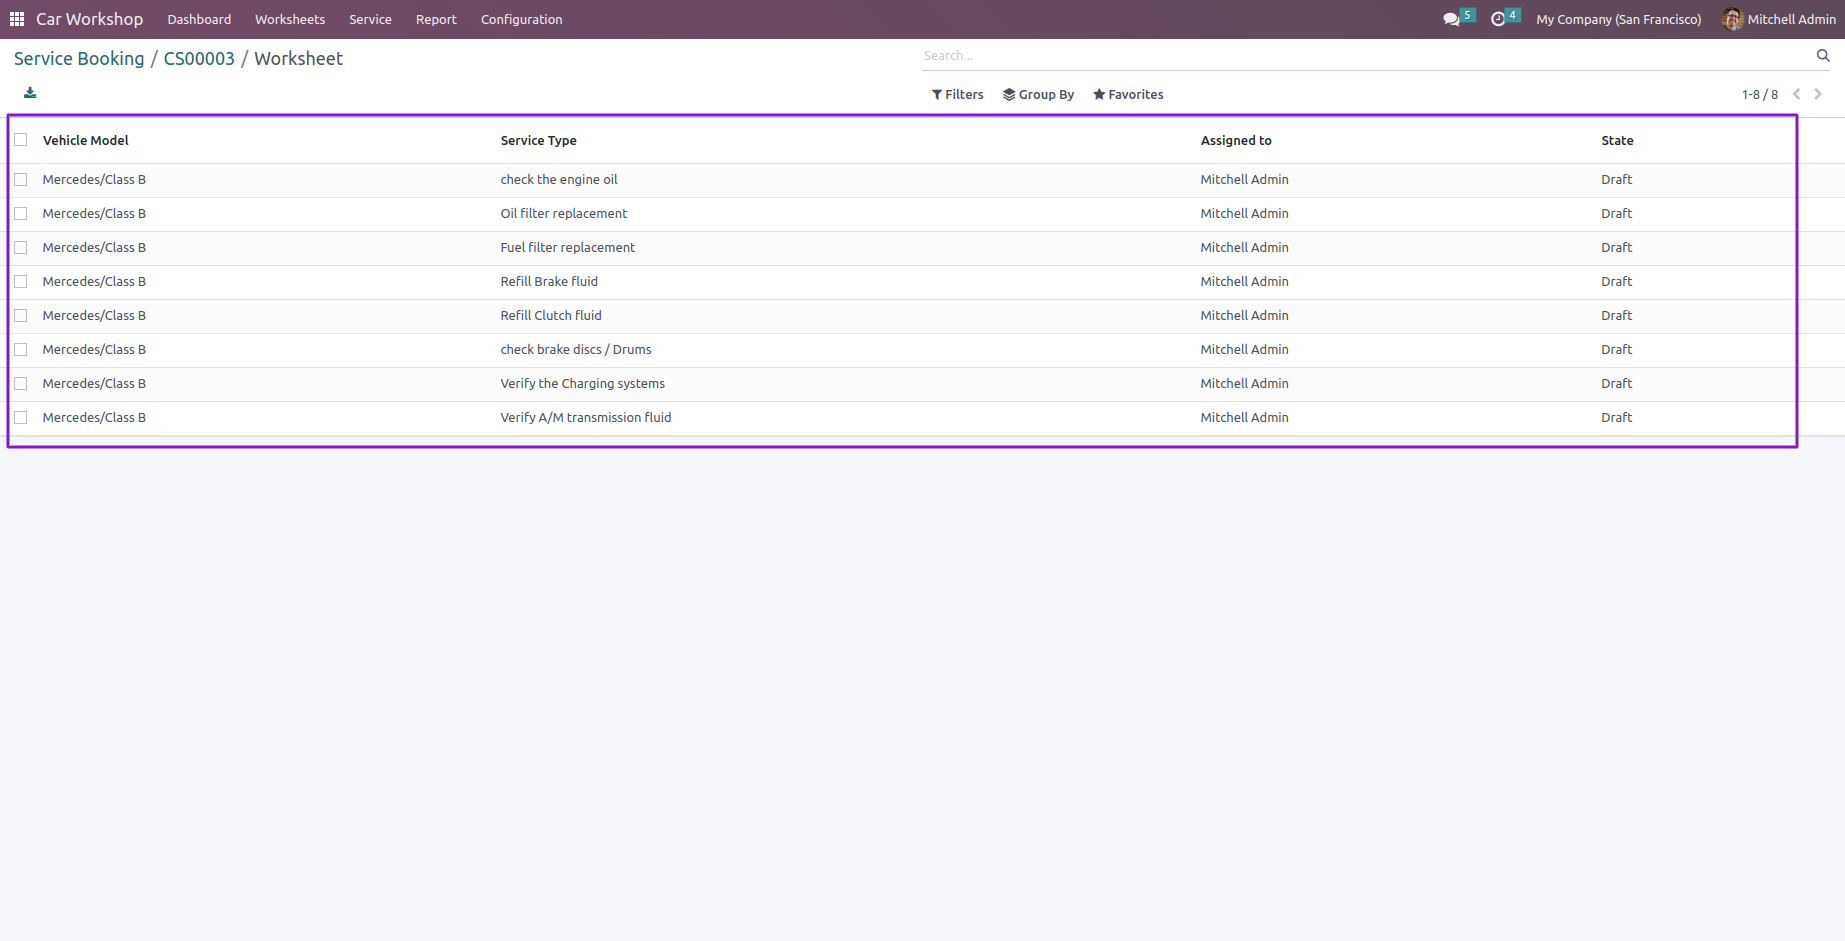 Car Workshop Dashboard Worksheets Service Report Configuration 5 4 My Company (San Francisco) Mitchell Admin
Service Booking / CS00003 / Worksheet
Search...
Filters Group By Favorites 1-8 / 8
Vehicle Model Service Type Assigned to State
Mercedes/Class B check the engine oil Mitchell Admin Draft
Mercedes/Class B Oil filter replacement Mitchell Admin Draft
Mercedes/Class B Fuel filter replacement Mitchell Admin Draft
Mercedes/Class B Refill Brake fluid Mitchell Admin Draft
Mercedes/Class B Refill Clutch fluid Mitchell Admin Draft
Mercedes/Class B check brake discs / Drums Mitchell Admin Draft
Mercedes/Class B Verify the Charging systems Mitchell Admin Draft
Mercedes/Class B Verify A/M transmission fluid Mitchell Admin Draft